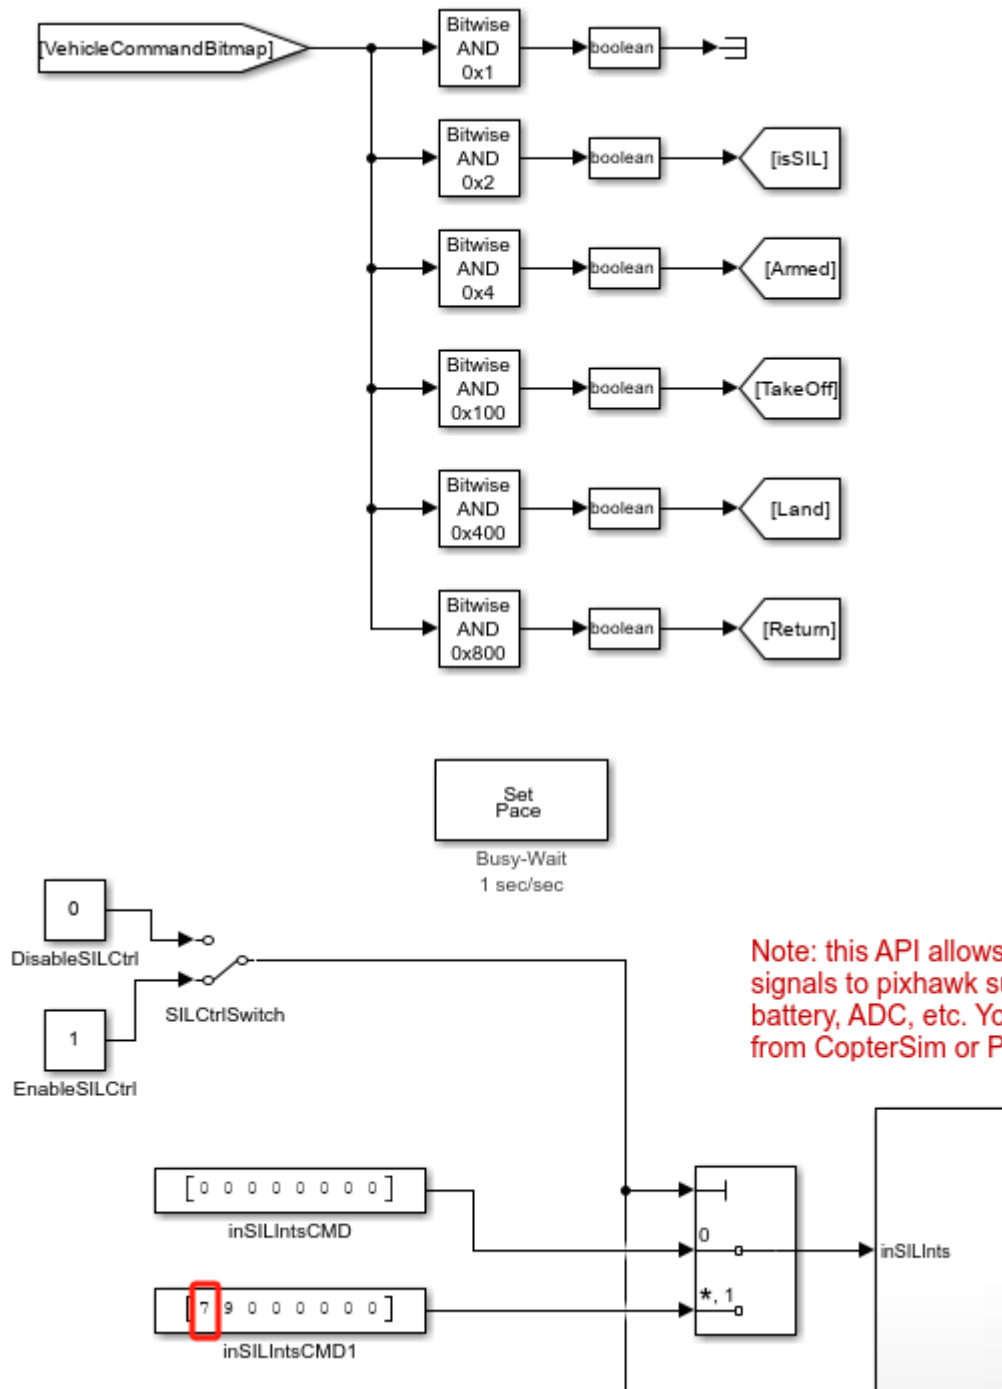 [VehicleCommandBitmap]
Bitwise
AND
0x1
boolean
Bitwise
AND
0x2
boolean
[isSIL]
Bitwise
AND
0x4
boolean
[Armed]
Bitwise
AND
0x100
boolean
[TakeOff]
Bitwise
AND
0x400
boolean
[Land]
Bitwise
AND
0x800
boolean
[Return]
Set
Pace
Busy-Wait
1 sec/sec
0
DisableSILCtrl
1
EnableSILCtrl
SILCtrlSwitch
Note: this API allows
signals to pixhawk su
battery, ADC, etc. Yo
from CopterSim or P
[0 0 0 0 0 0 0 0]
inSILIntsCMD
[7 9 0 0 0 0 0 0]
inSILIntsCMD1
0
*, 1
inSILInts